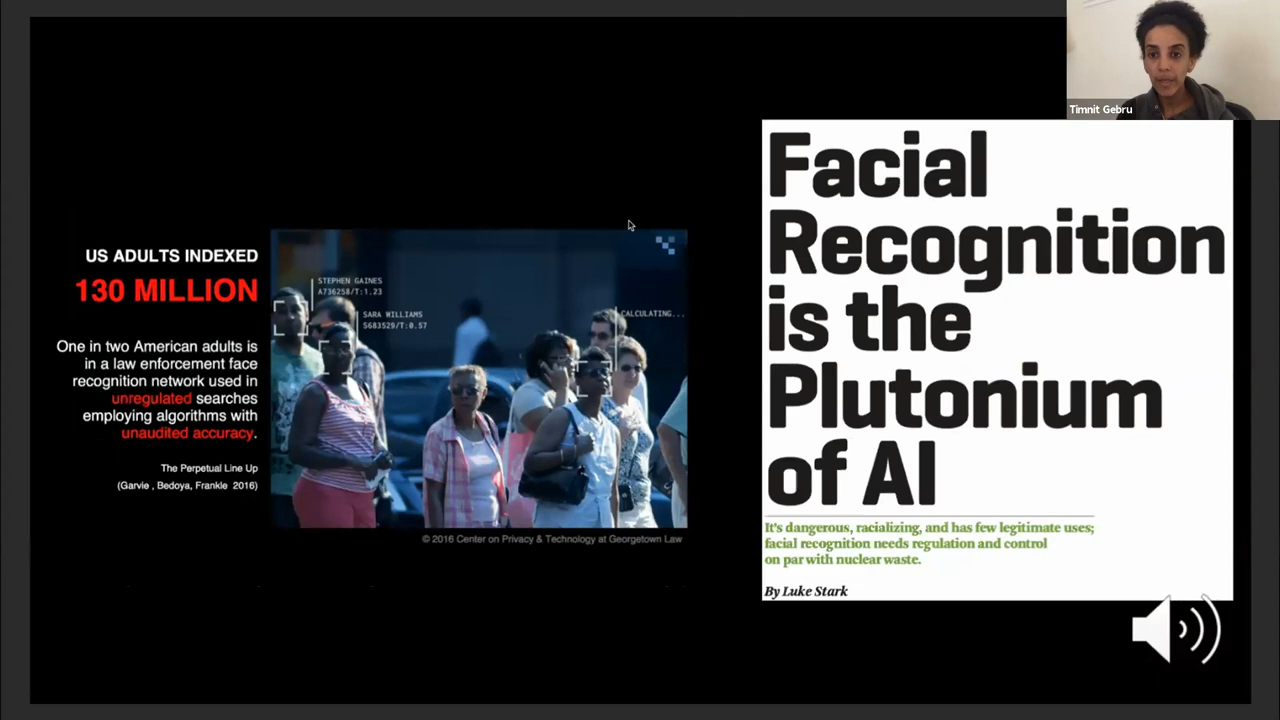 Timnit Gebru
US ADULTS INDEXED
130 MILLION
One in two American adults is
in a law enforcement face
recognition network used in
unregulated searches
employing algorithms with
unaudited accuracy.
The Perpetual Line Up
(Garvie , Bedoya, Frankle 2016)
STEPHEN GAINES
A736258/T:1.23
SARA WILLIAMS
S683529/T:0.57
CALCULATING...
© 2016 Center on Privacy & Technology at Georgetown Law
Facial
Recognition
is the
Plutonium
of AI
It's dangerous, racializing, and has few legitimate uses;
facial recognition needs regulation and control
on par with nuclear waste.
By Luke Stark